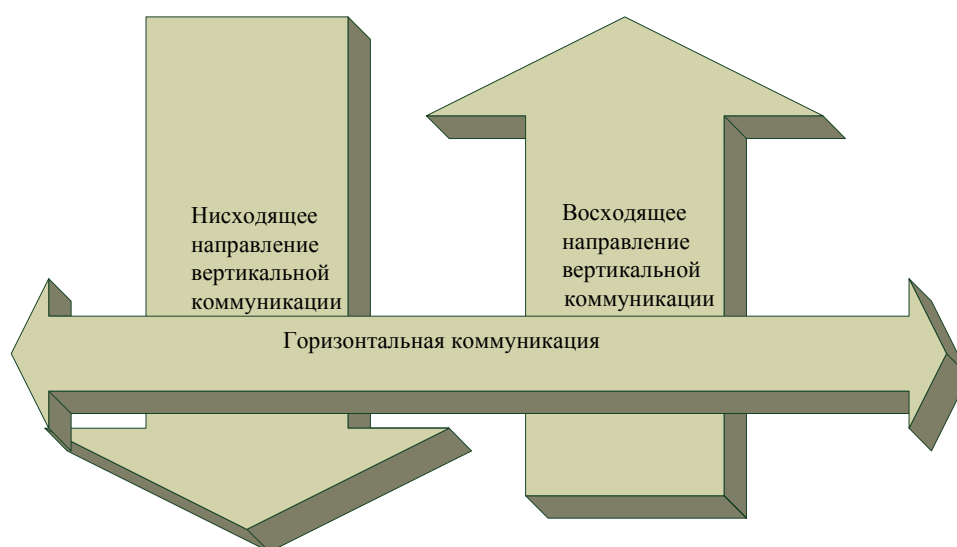 Нисходящее
направление
вертикальной
коммуникации
Восходящее
направление
вертикальной
коммуникации
Горизонтальная коммуникация